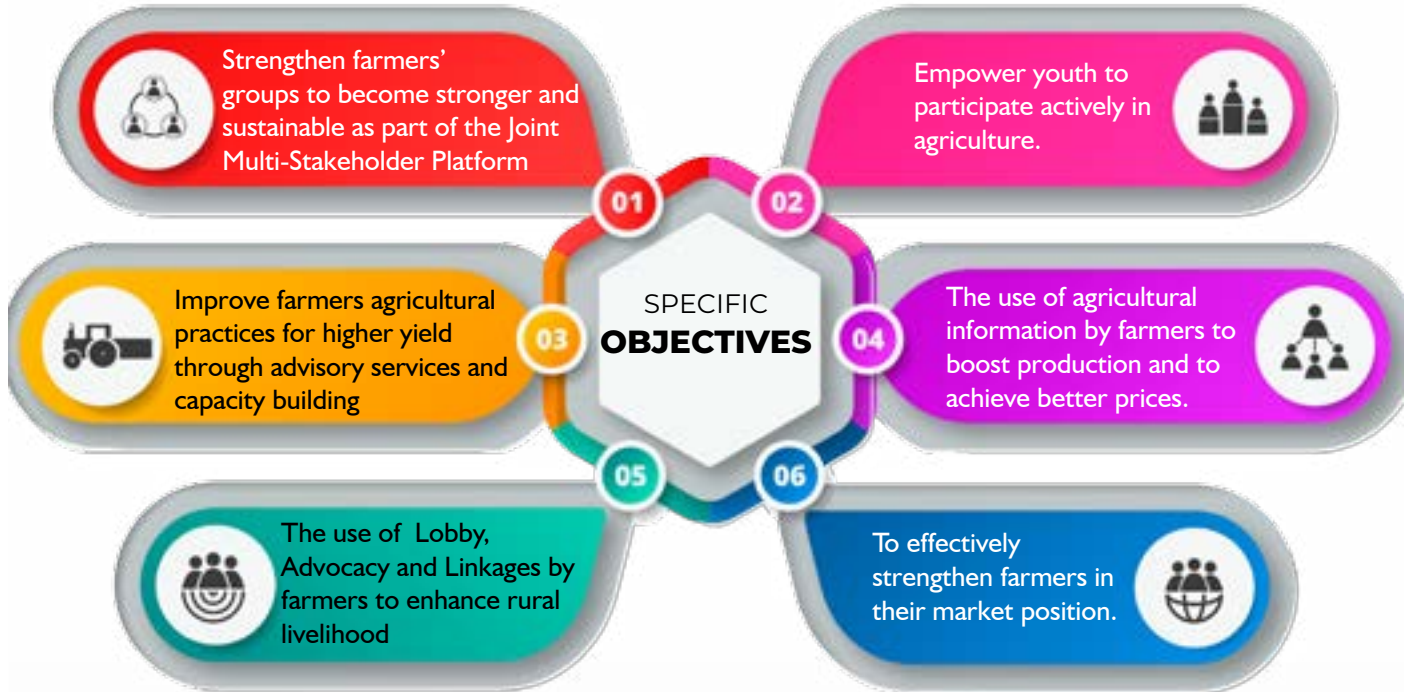 Strengthen farmers’
groups to become stronger and
sustainable as part of the Joint
Multi-Stakeholder Platform
01
Empower youth to
participate actively in
agriculture.
02
Improve farmers agricultural
practices for higher yield
through advisory services and
capacity building
03
SPECIFIC
OBJECTIVES
04
The use of agricultural
information by farmers to
boost production and to
achieve better prices.
05
The use of Lobby,
Advocacy and Linkages by
farmers to enhance rural
livelihood
06
To effectively
strengthen farmers in
their market position.